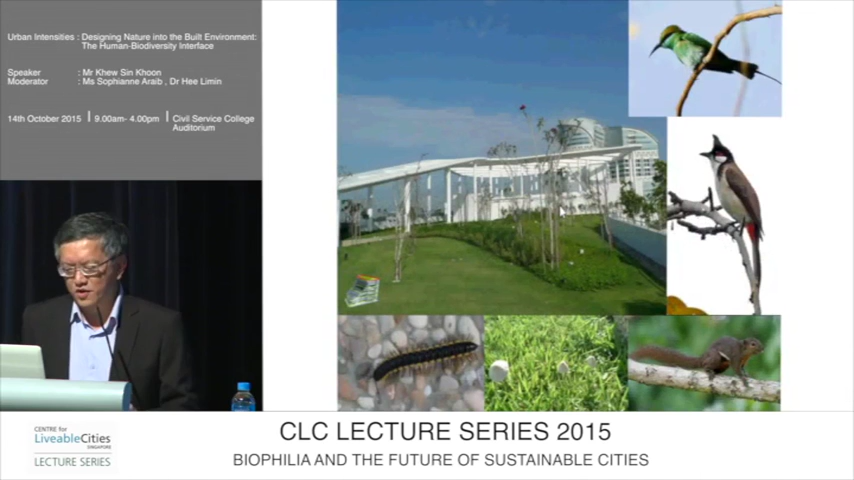 Urban Intensities : Designing Nature into the Built Environment:
The Human-Biodiversity Interface
Speaker : Mr Khew Sin Khoon
Moderator : Ms Sophianne Araib , Dr Hee Limin
14th October 2015 | 9.00am- 4.00pm | Civil Service College
Auditorium
CENTRE for
LiveableCities
SINGAPORE
LECTURE SERIES
CLC LECTURE SERIES 2015
BIOPHILIA AND THE FUTURE OF SUSTAINABLE CITIES